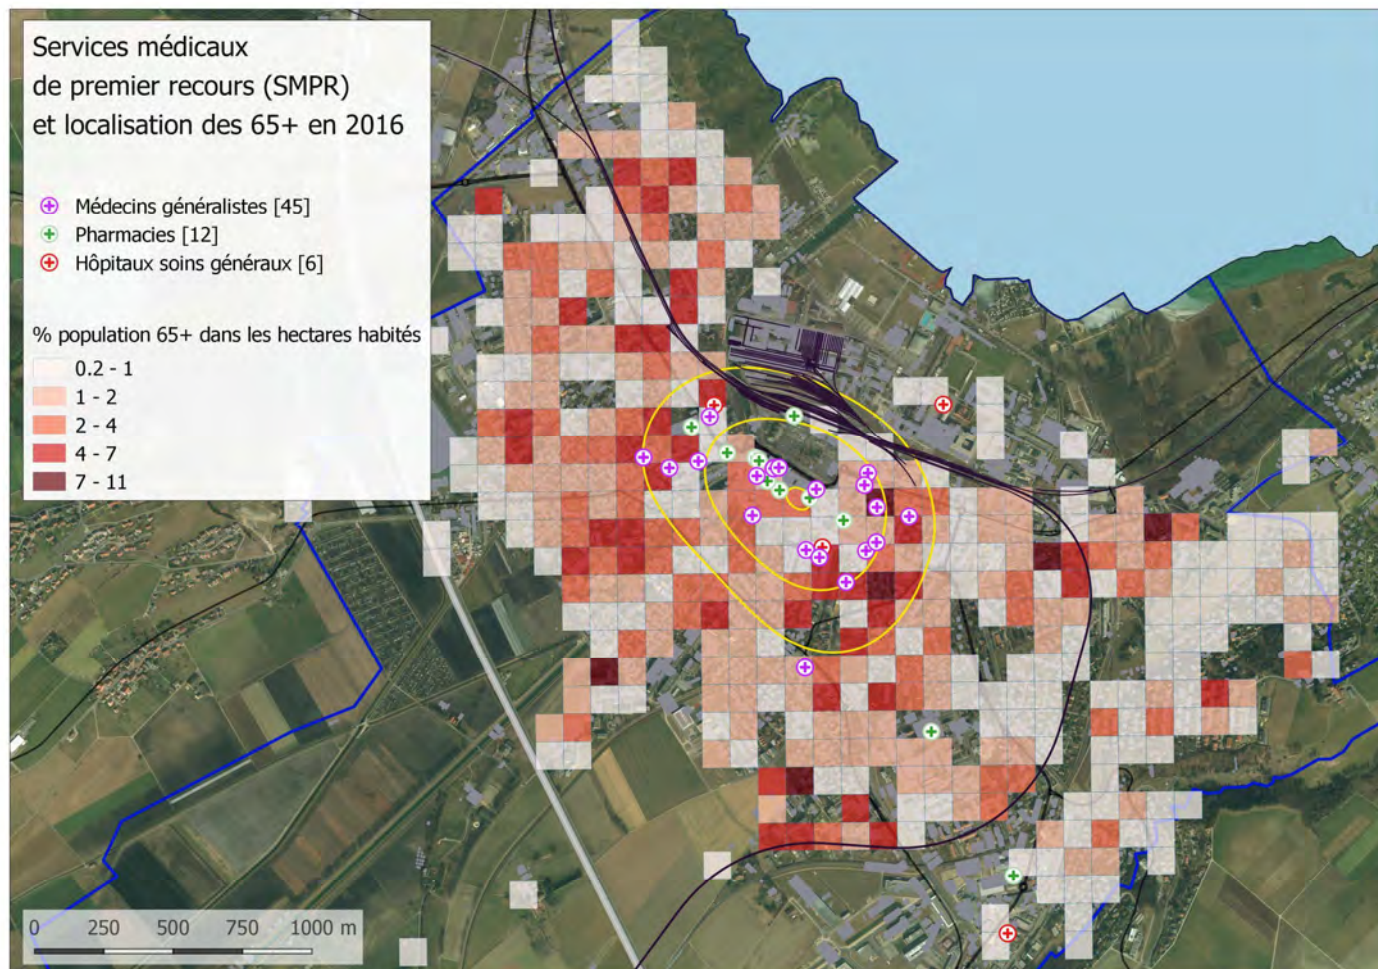 Services médicaux
de premier recours (SMPR)
et localisation des 65+ en 2016
Médecins généralistes [45]
Pharmacies [12]
Hôpitaux soins généraux [6]
% population 65+ dans les hectares habités
0.2 - 1
1 - 2
2 - 4
4 - 7
7 - 11
0 250 500 750 1000 m